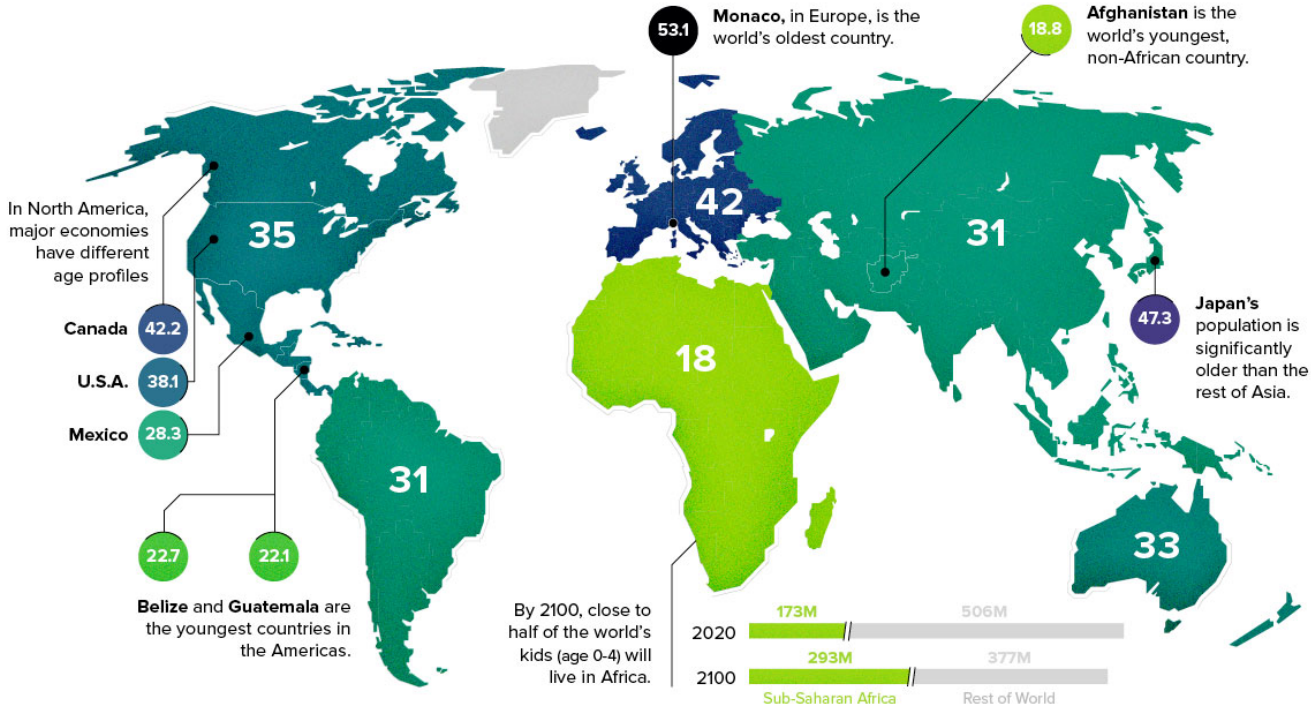 53.1
Monaco, in Europe, is the
world's oldest country.
18.8
Afghanistan is the
world's youngest,
non-African country.
In North America,
major economies
have different
age profiles
Canada 42.2
U.S.A. 38.1
Mexico 28.3
35
42
31
18
31
33
47.3
Japan's
population is
significantly
older than the
rest of Asia.
22.7
22.1
Belize and Guatemala are
the youngest countries in
the Americas.
By 2100, close to
half of the world's
kids (age 0-4) will
live in Africa.
173M 506M
2020
293M 377M
2100
Sub-Saharan Africa Rest of World